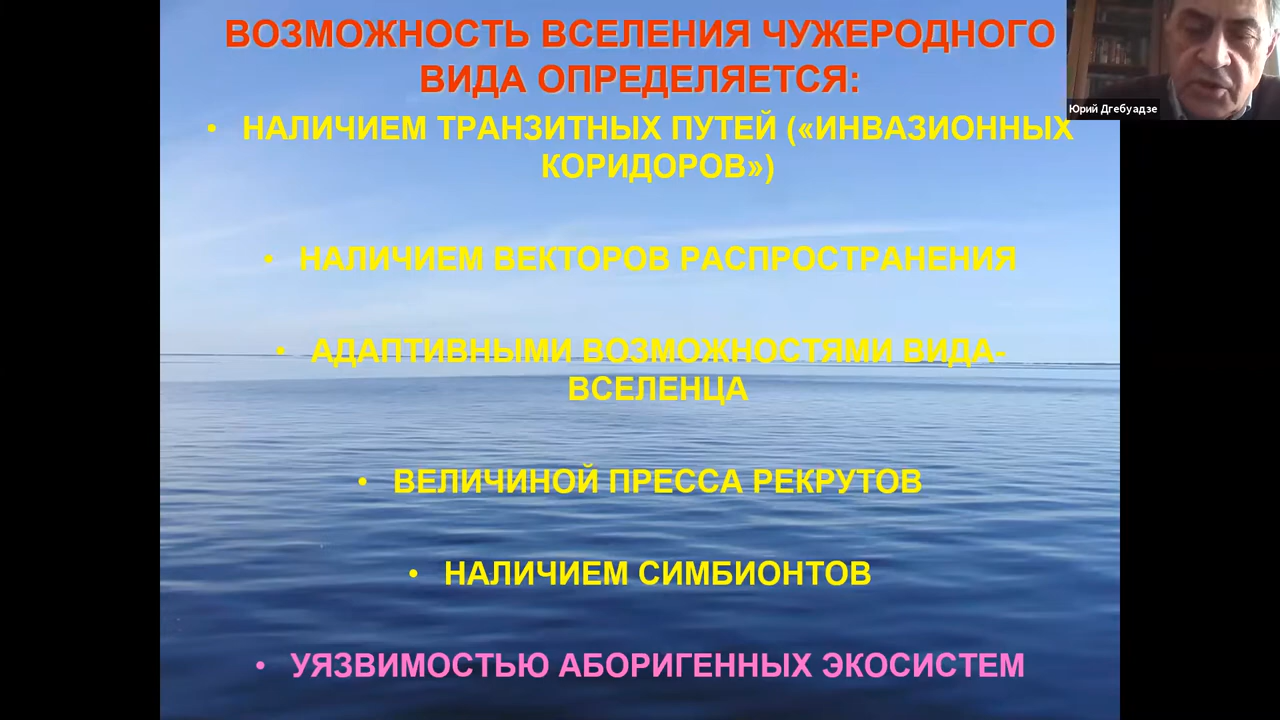 ВОЗМОЖНОСТЬ ВСЕЛЕНИЯ ЧУЖЕРОДНОГО
ВИДА ОПРЕДЕЛЯЕТСЯ:
Юрий Дгебуадзе
• НАЛИЧИЕМ ТРАНЗИТНЫХ ПУТЕЙ («ИНВАЗИОННЫХ
КОРИДОРОВ»)
• НАЛИЧИЕМ ВЕКТОРОВ РАСПРОСТРАНЕНИЯ
• АДАПТИВНЫМИ ВОЗМОЖНОСТЯМИ ВИДА-
ВСЕЛЕНЦА
• ВЕЛИЧИНОЙ ПРЕССА РЕКРУТОВ
• НАЛИЧИЕМ СИМБИОНТОВ
• УЯЗВИМОСТЬЮ АБОРИГЕННЫХ ЭКОСИСТЕМ